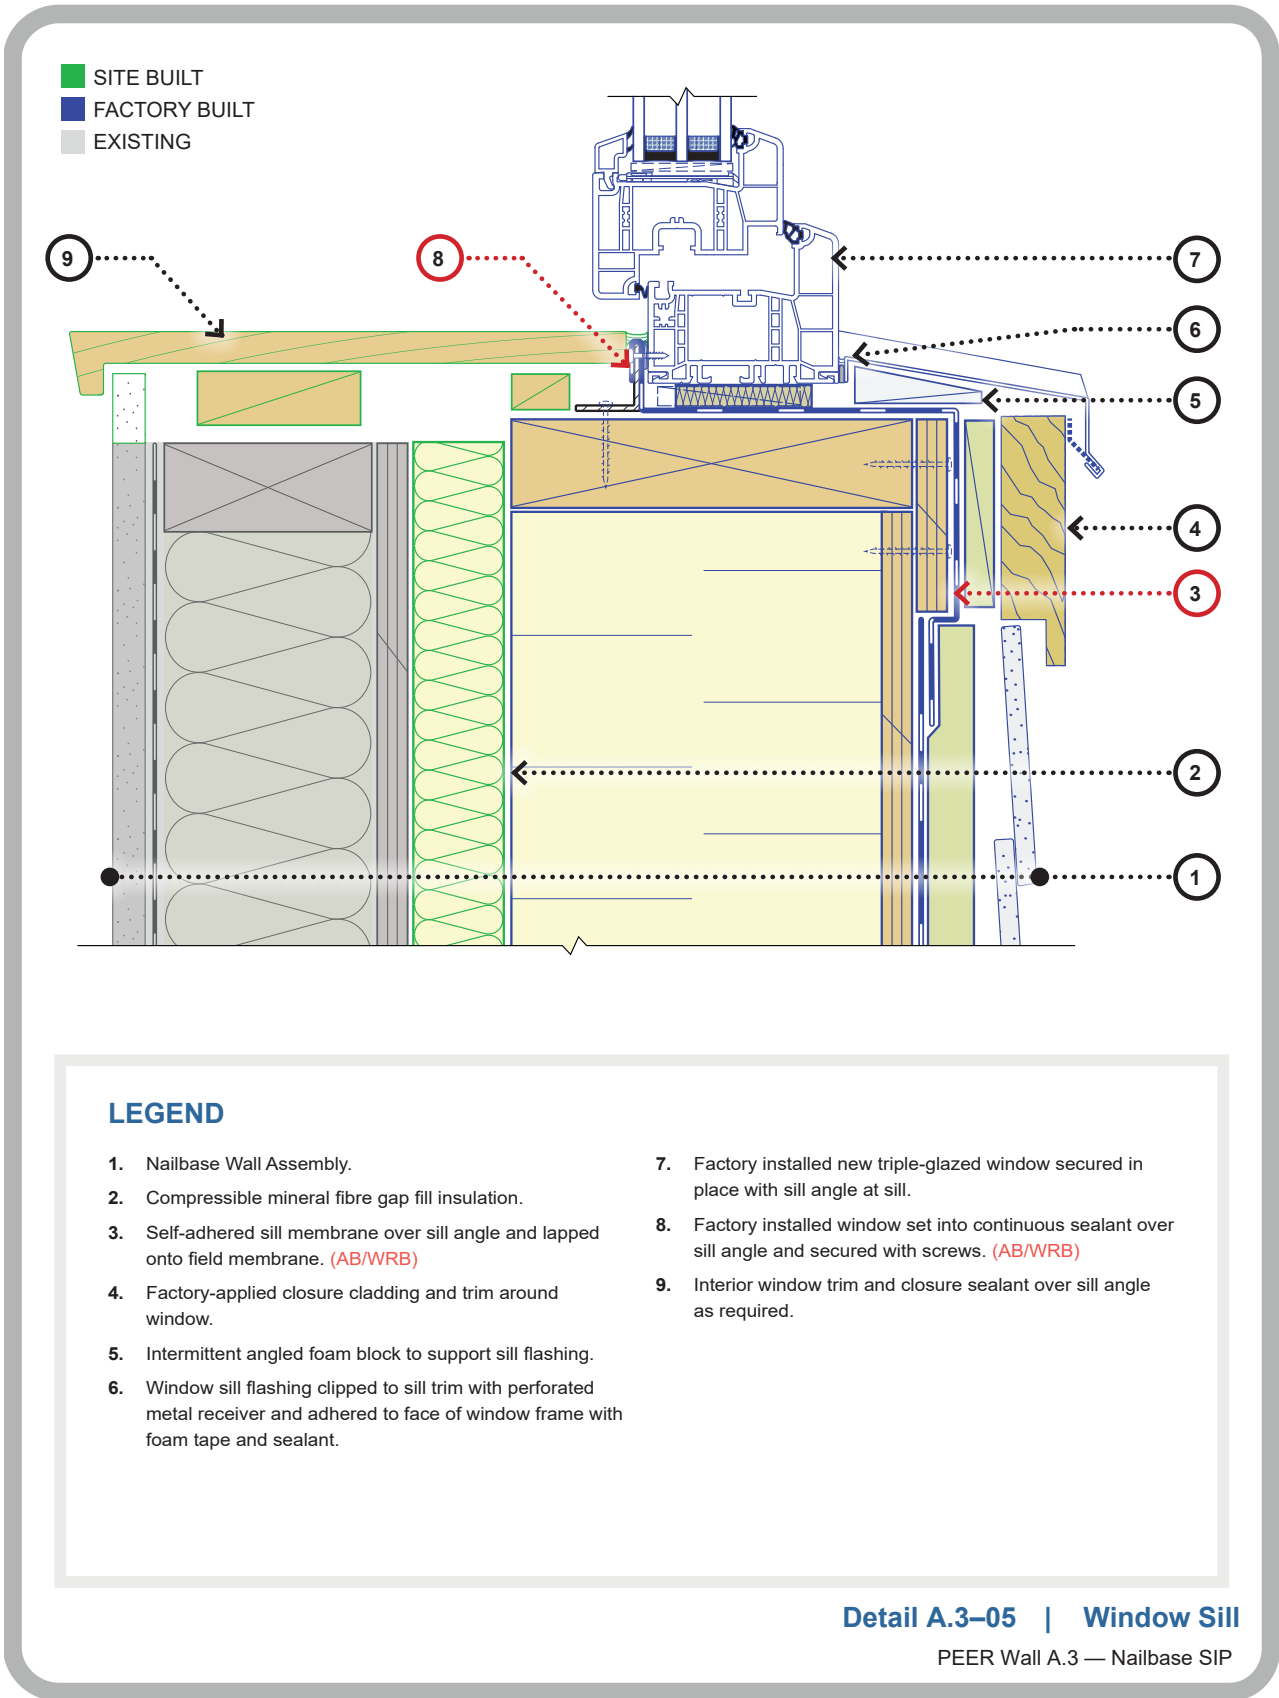 SITE BUILT
FACTORY BUILT
EXISTING
9
8
7
6
5
4
3
2
1
LEGEND
1. Nailbase Wall Assembly.
2. Compressible mineral fibre gap fill insulation.
3. Self-adhered sill membrane over sill angle and lapped
onto field membrane. (AB/WRB)
4. Factory-applied closure cladding and trim around
window.
5. Intermittent angled foam block to support sill flashing.
6. Window sill flashing clipped to sill trim with perforated
metal receiver and adhered to face of window frame with
foam tape and sealant.
7. Factory installed new triple-glazed window secured in
place with sill angle at sill.
8. Factory installed window set into continuous sealant over
sill angle and secured with screws. (AB/WRB)
9. Interior window trim and closure sealant over sill angle
as required.
Detail A.3–05 | Window Sill
PEER Wall A.3 — Nailbase SIP